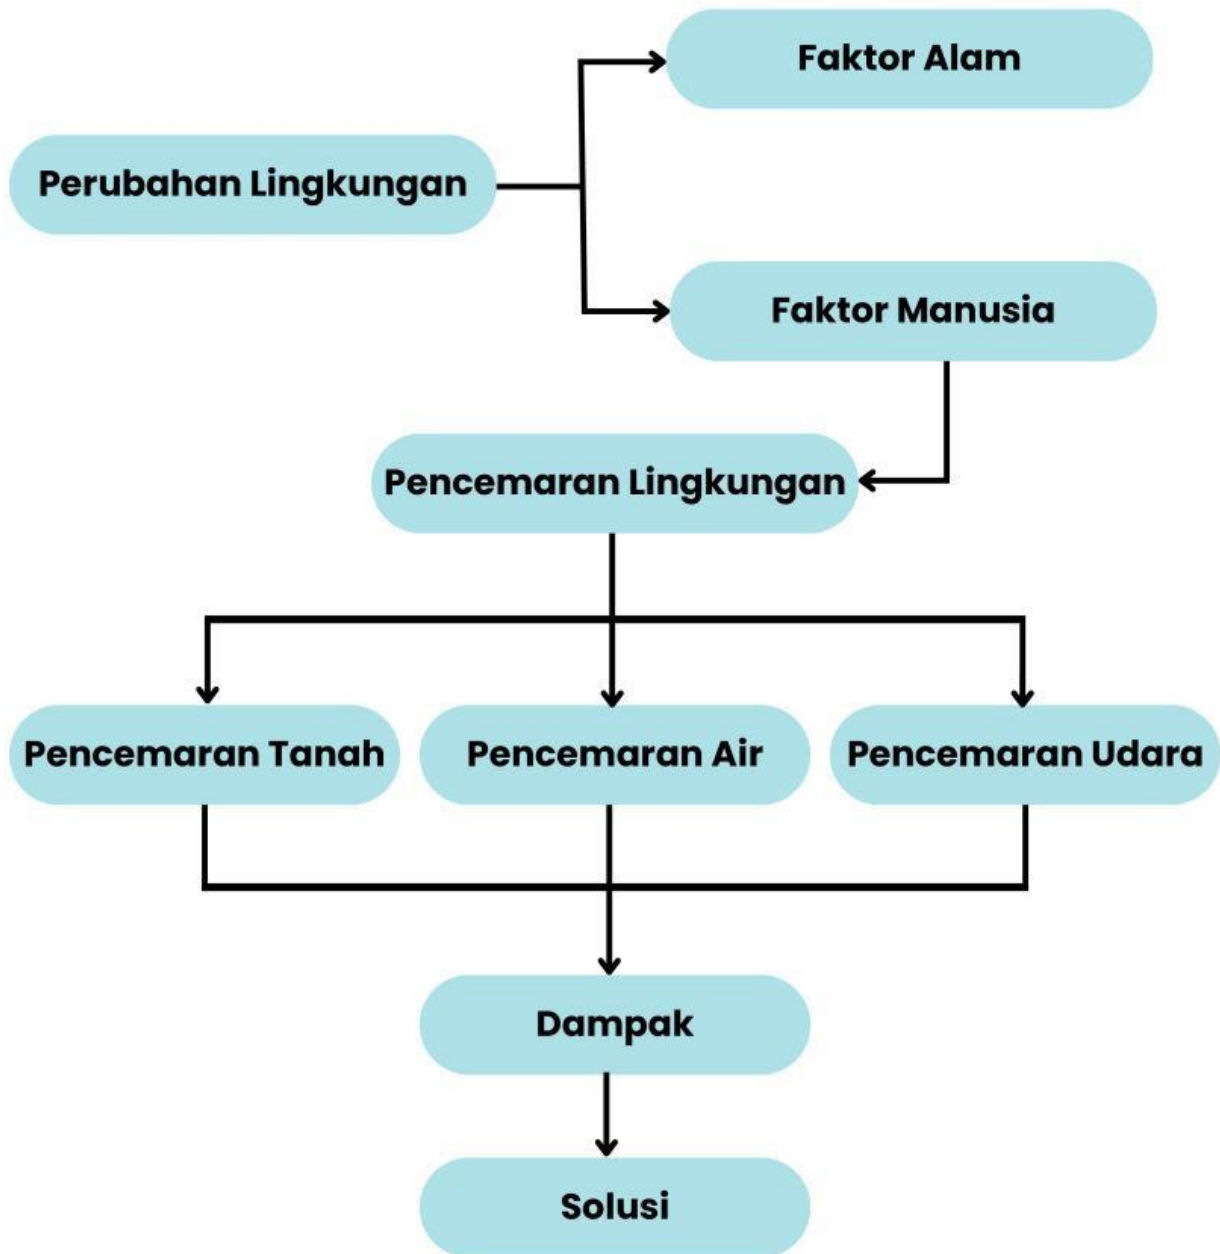 Faktor Alam
Perubahan Lingkungan
Faktor Manusia
Pencemaran Lingkungan
Pencemaran Tanah
Pencemaran Air
Pencemaran Udara
Dampak
Solusi